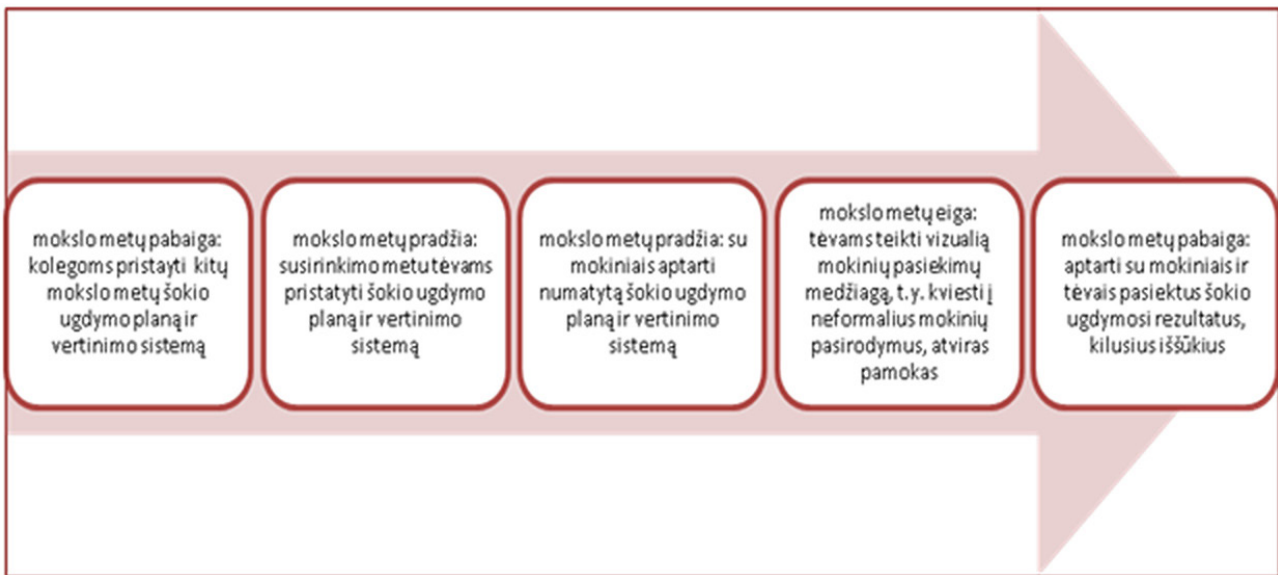 mokslo metų pabaiga:
kolegoms pristayti kitų
mokslo metų šokio
ugdymo planą ir
vertinimo sistemą
mokslo metų pradžia:
susirinkimo metu tėvams
pristatyti šokio ugdymo
planą ir vertinimo
sistemą
mokslo metų pradžia: su
mokiniais aptarti
numatytą šokio ugdymo
planą ir vertinimo
sistemą
mokslo metų eiga:
tėvams teikti vizualią
mokinių pasiekimų
medžiagą, t.y. kviesti į
neformalius mokinių
pasirodymus, atviras
pamokas
mokslo metų pabaiga:
aptarti su mokiniais ir
tėvais pasiektus šokio
ugdymosi rezultatus,
kilusius iššūkius